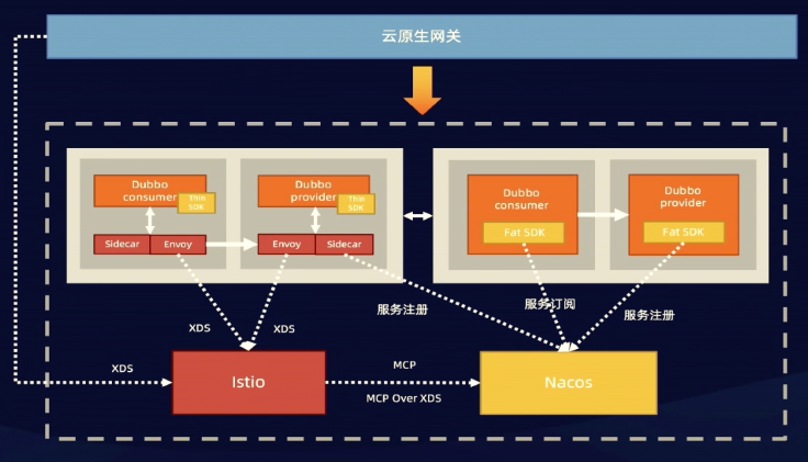 云原生网关
Dubbo
consumer
Thin
SDK
Sidecar
Envoy
Dubbo
provider
Thin
SDK
Envoy
Sidecar
Dubbo
consumer
Fat SDK
Dubbo
provider
Fat SDK
XDS
XDS
服务注册
服务订阅
服务注册
XDS
Istio
MCP
MCP Over XDS
Nacos